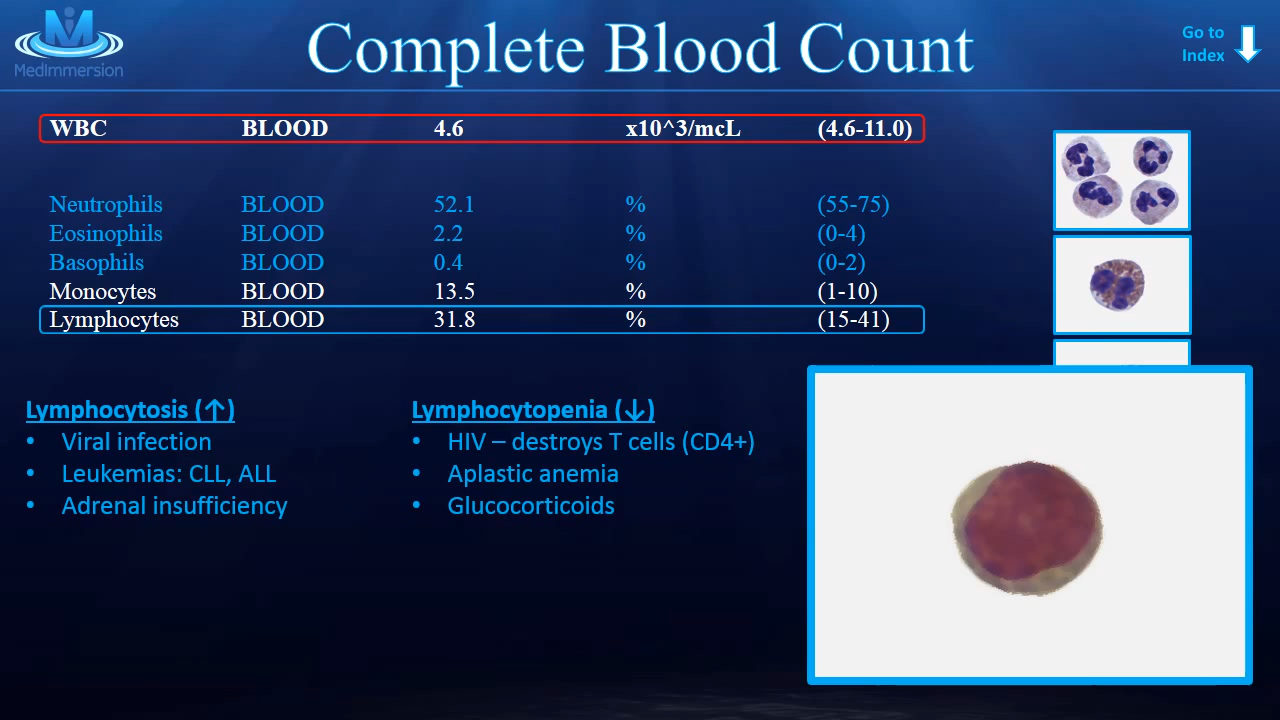 MedImmersion
Complete Blood Count
Go to
Index
WBC BLOOD 4.6 x10^3/mcL (4.6-11.0)
Neutrophils BLOOD 52.1 % (55-75)
Eosinophils BLOOD 2.2 % (0-4)
Basophils BLOOD 0.4 % (0-2)
Monocytes BLOOD 13.5 % (1-10)
Lymphocytes BLOOD 31.8 % (15-41)
Lymphocytosis (↑)
• Viral infection
• Leukemias: CLL, ALL
• Adrenal insufficiency
Lymphocytopenia (↓)
• HIV – destroys T cells (CD4+)
• Aplastic anemia
• Glucocorticoids